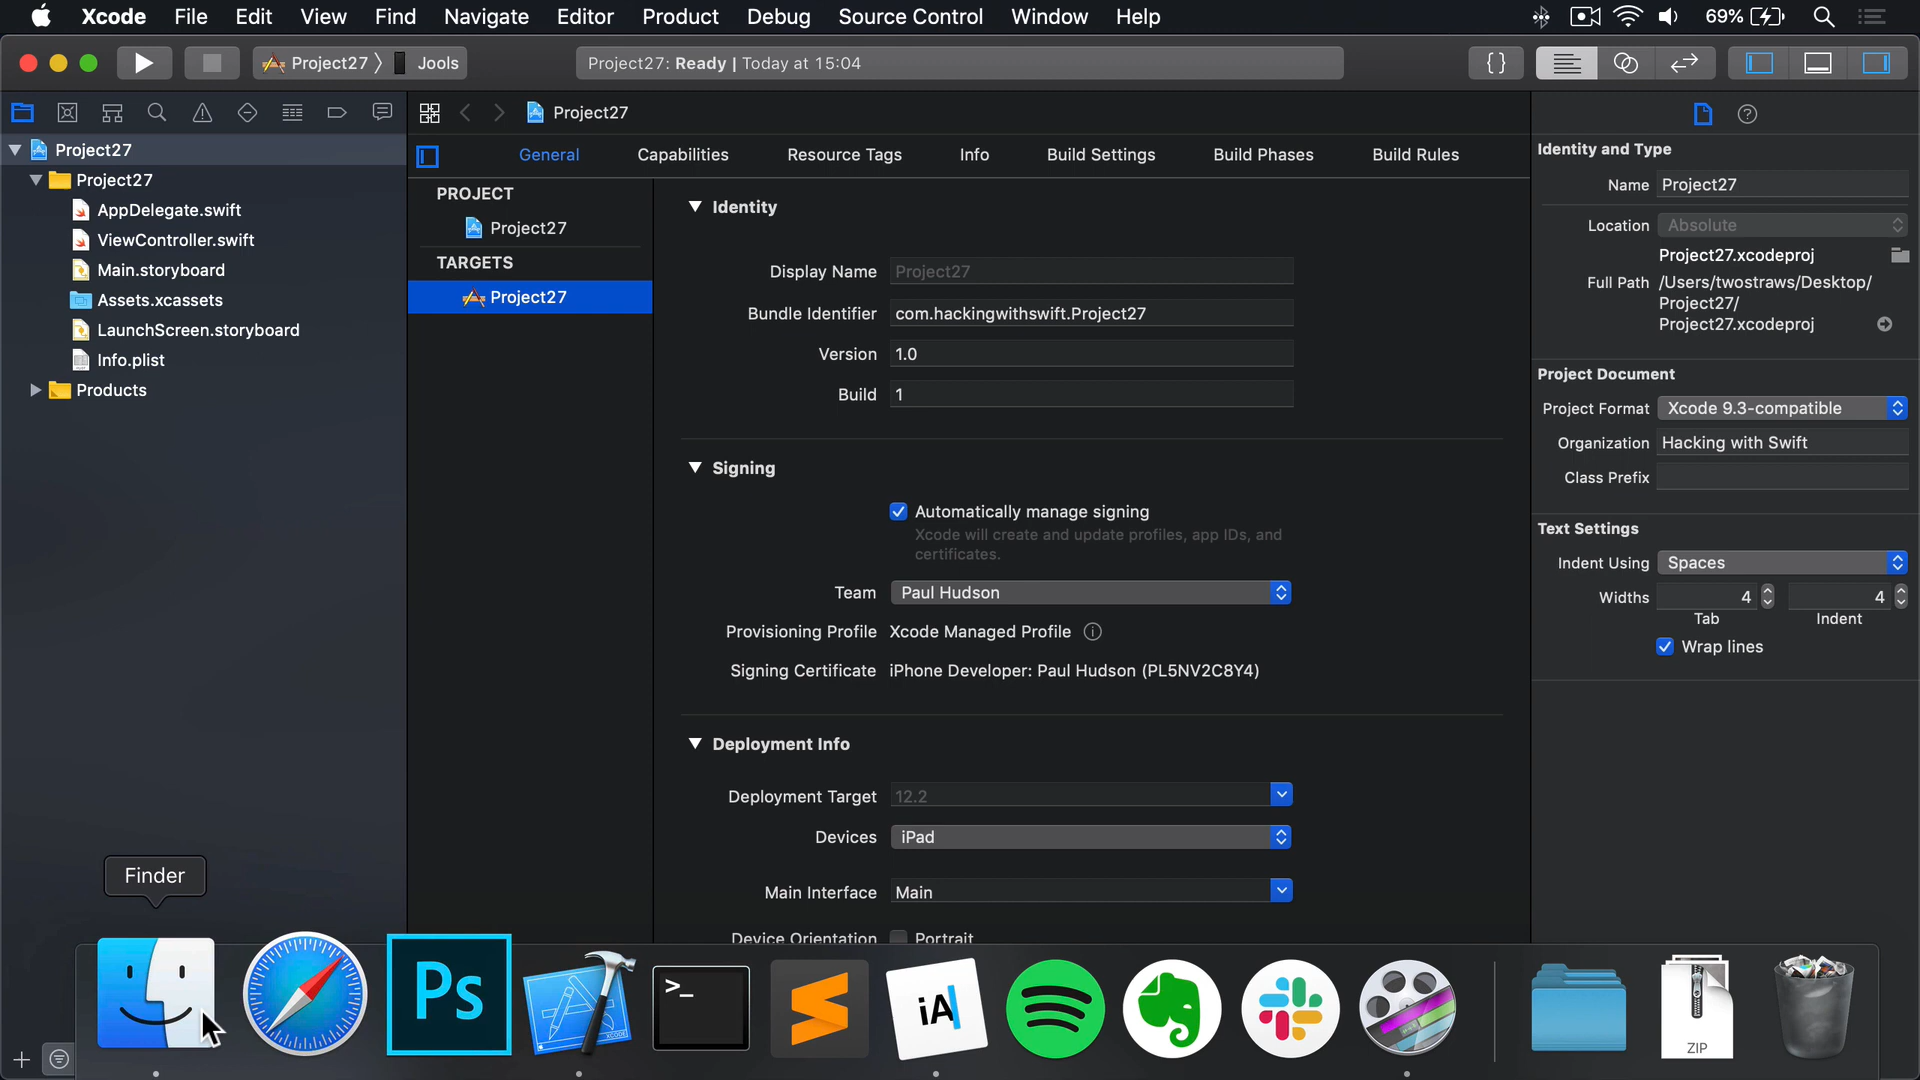 Xcode File Edit View Find Navigate Editor Product Debug Source Control Window Help 69%
Project27 Jools
Project27: Ready | Today at 15:04
{ }
Project27
Project27
Project27
AppDelegate.swift
ViewController.swift
Main.storyboard
Assets.xcassets
LaunchScreen.storyboard
Info.plist
Products
General Capabilities Resource Tags Info Build Settings Build Phases Build Rules
PROJECT
Project27
TARGETS
Project27
Identity
Display Name Project27
Bundle Identifier com.hackingwithswift.Project27
Version 1.0
Build 1
Signing
Automatically manage signing
Xcode will create and update profiles, app IDs, and
certificates.
Team Paul Hudson
Provisioning Profile Xcode Managed Profile
Signing Certificate iPhone Developer: Paul Hudson (PL5NV2C8Y4)
Deployment Info
Deployment Target 12.2
Devices iPad
Main Interface Main
Device Orientation Portrait
Identity and Type
Name Project27
Location Absolute
Project27.xcodeproj
Full Path /Users/twostraws/Desktop/
Project27/
Project27.xcodeproj
Project Document
Project Format Xcode 9.3-compatible
Organization Hacking with Swift
Class Prefix
Text Settings
Indent Using Spaces
Widths 4 4
Tab Indent
Wrap lines
Finder
Ps
>_
iA
ZIP